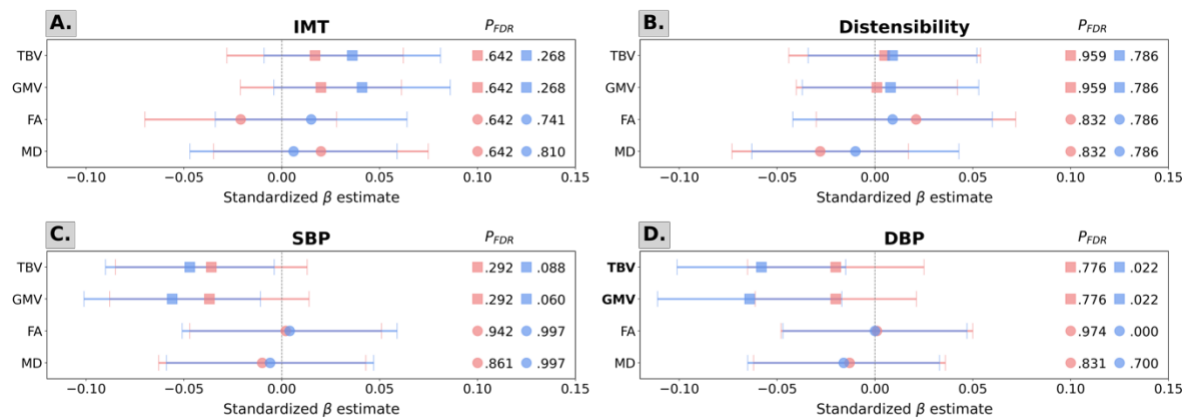 A. IMT P_FDR
TBV .642 .268
GMV .642 .268
FA .642 .741
MD .642 .810
−0.10 −0.05 0.00 0.05 0.10 0.15
Standardized β estimate
B. Distensibility P_FDR
TBV .959 .786
GMV .959 .786
FA .832 .786
MD .832 .786
−0.10 −0.05 0.00 0.05 0.10 0.15
Standardized β estimate
C. SBP P_FDR
TBV .292 .088
GMV .292 .060
FA .942 .997
MD .861 .997
−0.10 −0.05 0.00 0.05 0.10 0.15
Standardized β estimate
D. DBP P_FDR
TBV .776 .022
GMV .776 .022
FA .974 .000
MD .831 .700
−0.10 −0.05 0.00 0.05 0.10 0.15
Standardized β estimate